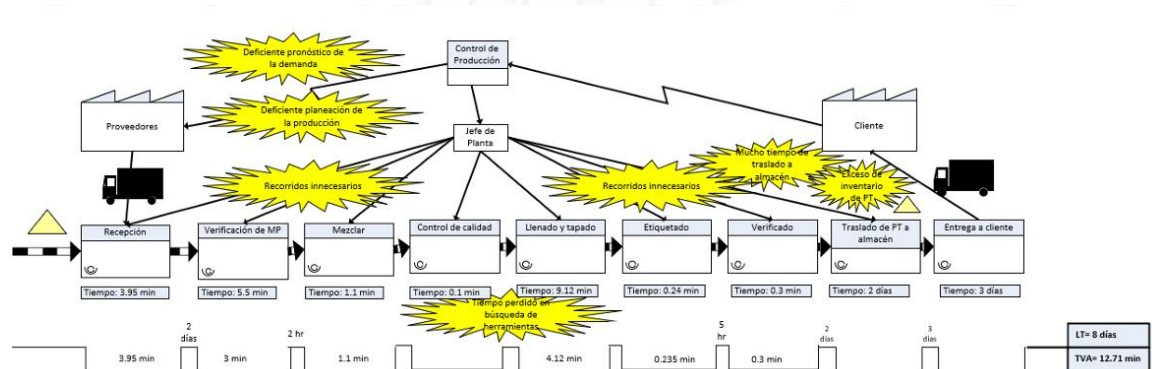 Deficiente pronóstico de
la demanda
Control de
Producción
Deficiente planeación de
la producción
Proveedores
Cliente
Jefe de
Planta
Mucho tiempo de
traslado a
almacén
Recorridos innecesarios
Recorridos innecesarios
Exceso de
inventario
de PT
Recepción
Verificación de MP
Mezclar
Control de calidad
Llenado y tapado
Etiquetado
Verificado
Traslado de PT a
almacén
Entrega a cliente
Tiempo: 3.95 min
Tiempo: 5.5 min
Tiempo: 1.1 min
Tiempo: 0.1 min
Tiempo: 9.12 min
Tiempo: 0.24 min
Tiempo: 0.3 min
Tiempo: 2 días
Tiempo: 3 días
Tiempo perdido en
búsqueda de
herramientas
2
días
2 hr
5
hr
2
días
3
días
LT= 8 días
3.95 min
3 min
1.1 min
4.12 min
0.235 min
0.3 min
TVA= 12.71 min